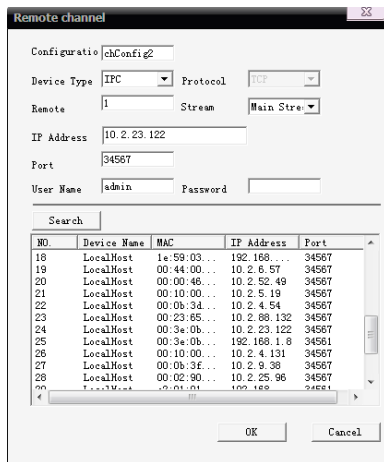 Remote channel
Configuratio chConfig2
Device Type IPC Protocol TCP
Remote 1 Stream Main Stre
IP Address 10.2.23.122
Port 34567
User Name admin Password
Search
NO. Device Name MAC IP Address Port
18 LocalHost 1e:59:03... 192.168.... 34567
19 LocalHost 00:44:00... 10.2.6.57 34567
20 LocalHost 00:00:46... 10.2.52.49 34567
21 LocalHost 00:10:00... 10.2.5.19 34567
22 LocalHost 00:0b:3d... 10.2.4.54 34567
23 LocalHost 00:23:65... 10.2.88.132 34567
24 LocalHost 00:3e:0b... 10.2.23.122 34567
25 LocalHost 00:3e:0b... 192.168.1.8 34561
26 LocalHost 00:10:00... 10.2.4.131 34567
27 LocalHost 00:0b:3f... 10.2.9.38 34567
28 LocalHost 00:02:90... 10.2.25.96 34567
OK Cancel